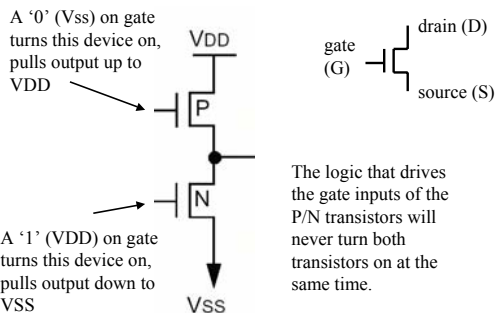 A ‘0’ (Vss) on gate
turns this device on,
pulls output up to
VDD
VDD
P
N
A ‘1’ (VDD) on gate
turns this device on,
pulls output down to
VSS
VSS
gate
(G)
drain (D)
source (S)
The logic that drives
the gate inputs of the
P/N transistors will
never turn both
transistors on at the
same time.